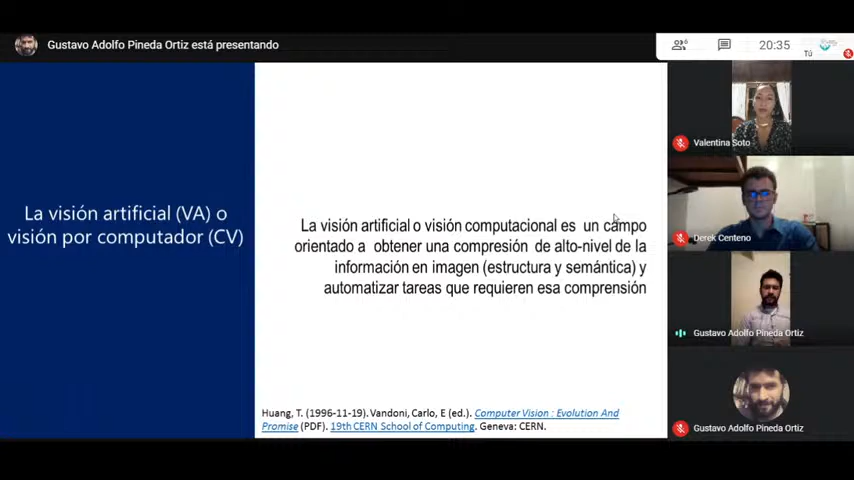 Gustavo Adolfo Pineda Ortiz está presentando
6
20:35
Tú
La visión artificial (VA) o
visión por computador (CV)
La visión artificial o visión computacional es un campo
orientado a obtener una compresión de alto-nivel de la
información en imagen (estructura y semántica) y
automatizar tareas que requieren esa comprensión
Huang, T. (1996-11-19). Vandoni, Carlo, E (ed.). Computer Vision : Evolution And
Promise (PDF). 19th CERN School of Computing. Geneva: CERN.
Valentina Soto
Derek Centeno
Gustavo Adolfo Pineda Ortiz
Gustavo Adolfo Pineda Ortiz